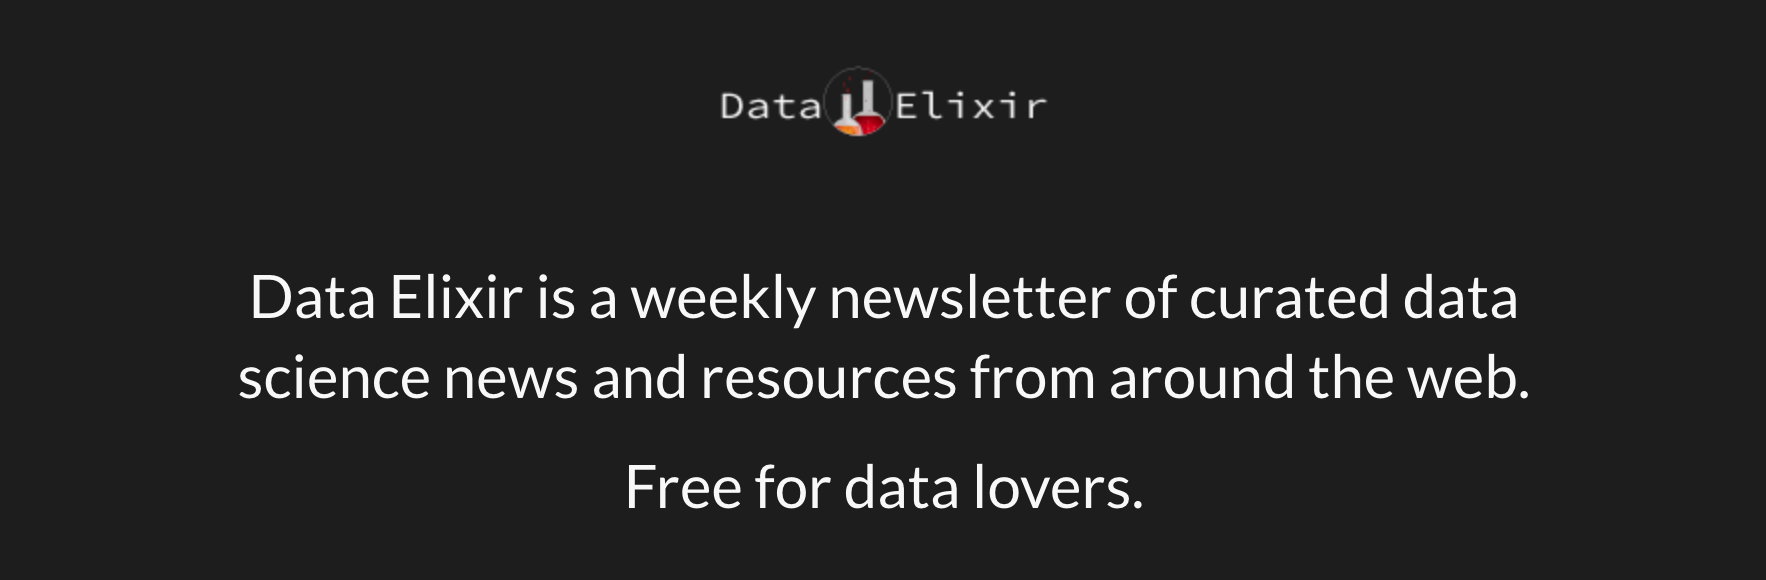 Data Elixir
Data Elixir is a weekly newsletter of curated data
science news and resources from around the web.
Free for data lovers.